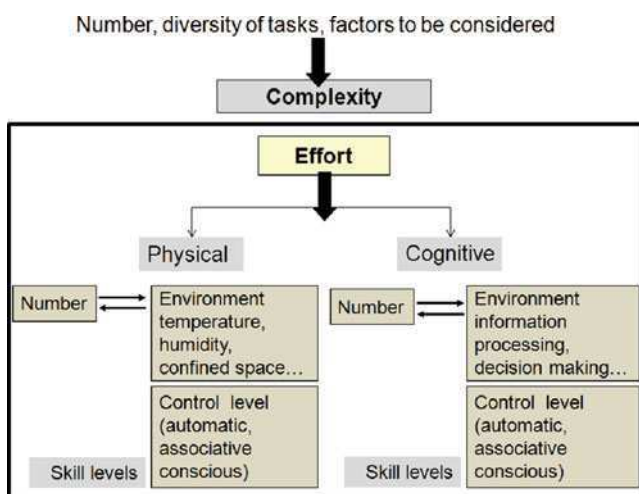 Number, diversity of tasks, factors to be considered
Complexity
Effort
Physical
Cognitive
Number
Environment
temperature,
humidity,
confined space…
Number
Environment
information
processing,
decision making…
Control level
(automatic,
associative
conscious)
Skill levels
Control level
(automatic,
associative
conscious)
Skill levels